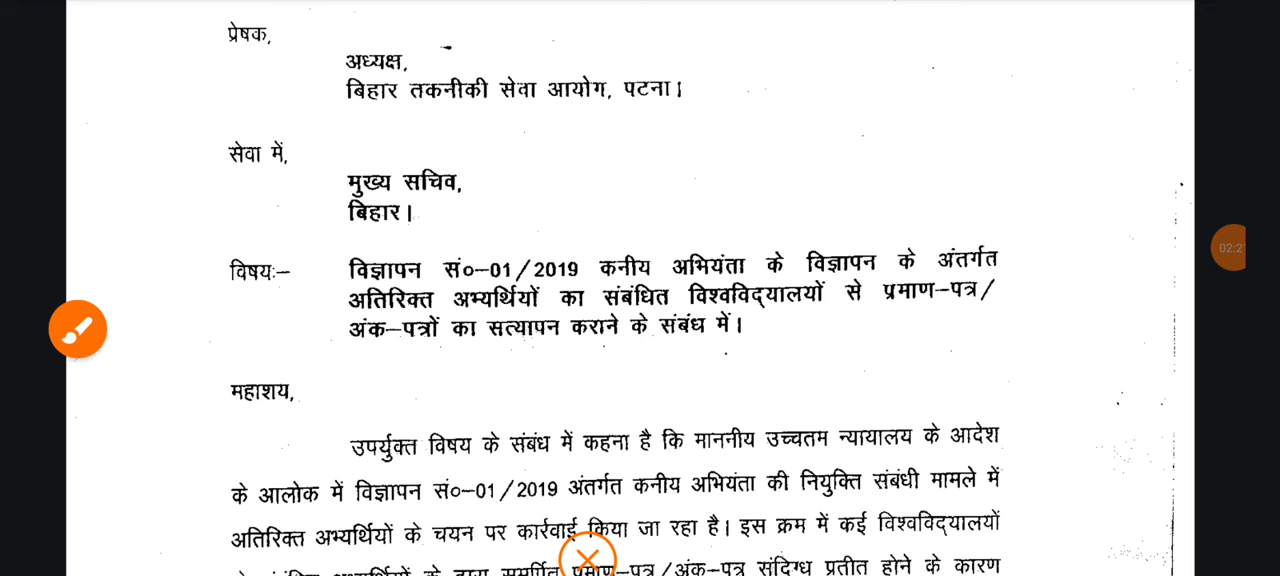 प्रेषक,
अध्यक्ष,
बिहार तकनीकी सेवा आयोग, पटना।
सेवा में,
मुख्य सचिव,
बिहार।
विषयः– विज्ञापन सं०–01/2019 कनीय अभियंता के विज्ञापन के अंतर्गत
अतिरिक्त अभ्यर्थियों का संबंधित विश्वविद्यालयों से प्रमाण–पत्र/
अंक–पत्रों का सत्यापन कराने के संबंध में।
02:2
महाशय,
उपर्युक्त विषय के संबंध में कहना है कि माननीय उच्चतम न्यायालय के आदेश
के आलोक में विज्ञापन सं०–01/2019 अंतर्गत कनीय अभियंता की नियुक्ति संबंधी मामले में
अतिरिक्त अभ्यर्थियों के चयन पर कार्रवाई किया जा रहा है। इस क्रम में कई विश्वविद्यालयों
समर्पित प्रमाण–पत्र/अंक–पत्र संदिग्ध प्रतीत होने के कारण